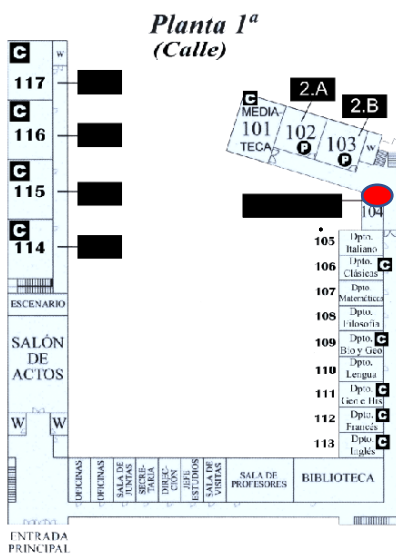 Planta 1ª
(Calle)
C
W
117
C
116
C
115
C
114
ESCENARIO
SALÓN
DE
ACTOS
W
W
ENTRADA
PRINCIPAL
2.A
2.B
C
MEDIA
101
TECA
102
P
103
P
W
104
105
Dpto.
Italiano
106
Dpto.
Clásicas
C
107
Dpto
Matemáticas
108
Dpto.
Filosofía
109
Dpto.
Bio y Geo
C
110
Dpto.
Lengua
111
Dpto.
Geo e His
C
112
Dpto.
Francés
C
113
Dpto.
Inglés
C
OFICINAS
OFICINAS
SALA DE
JUNTAS
SECRE-
TARIA
DIREC-
CIÓN
JEFE
ESTUDIOS
SALA DE
VISITAS
SALA DE
PROFESORES
BIBLIOTECA